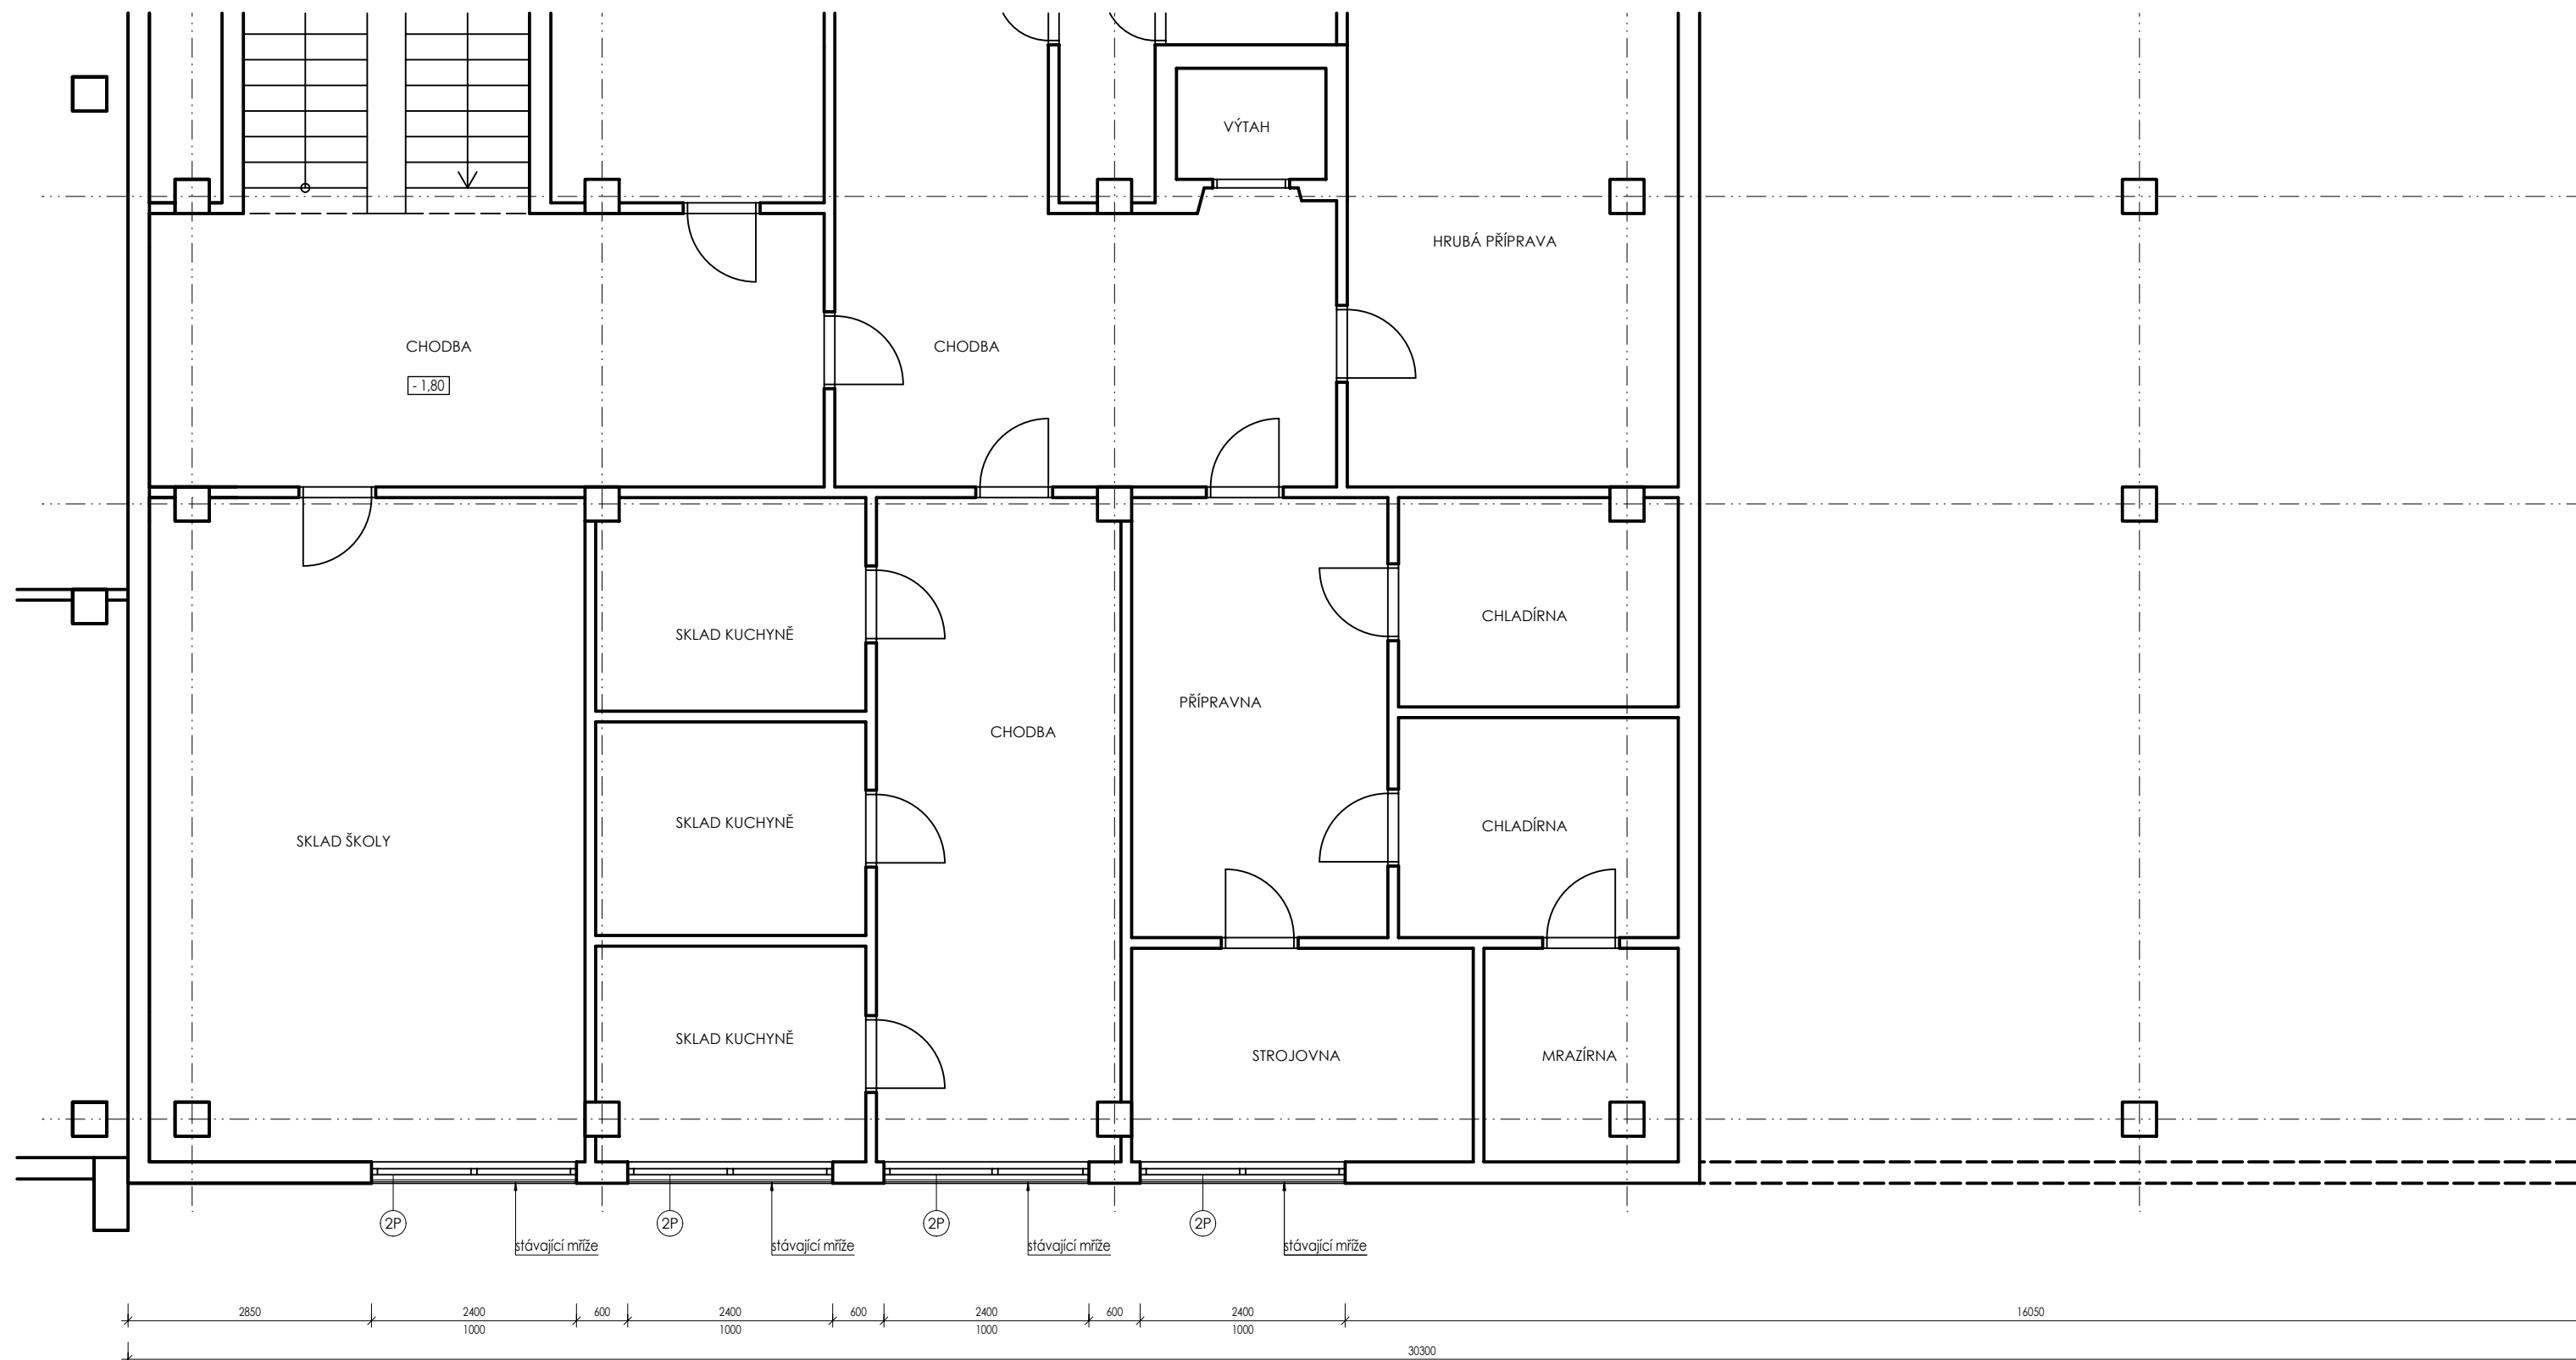 VÝTAH
HRUBÁ PŘÍPRAVA
CHODBA
CHODBA
- 1,80
CHLADÍRNA
SKLAD KUCHYNĚ
PŘÍPRAVNA
CHODBA
SKLAD KUCHYNĚ
CHLADÍRNA
SKLAD ŠKOLY
SKLAD KUCHYNĚ
STROJOVNA
MRAZÍRNA
2P
2P
2P
2P
stávající mříže
stávající mříže
stávající mříže
stávající mříže
2850 2400 600 2400 600 2400 600 2400 16050
1000 1000 1000 1000
30300